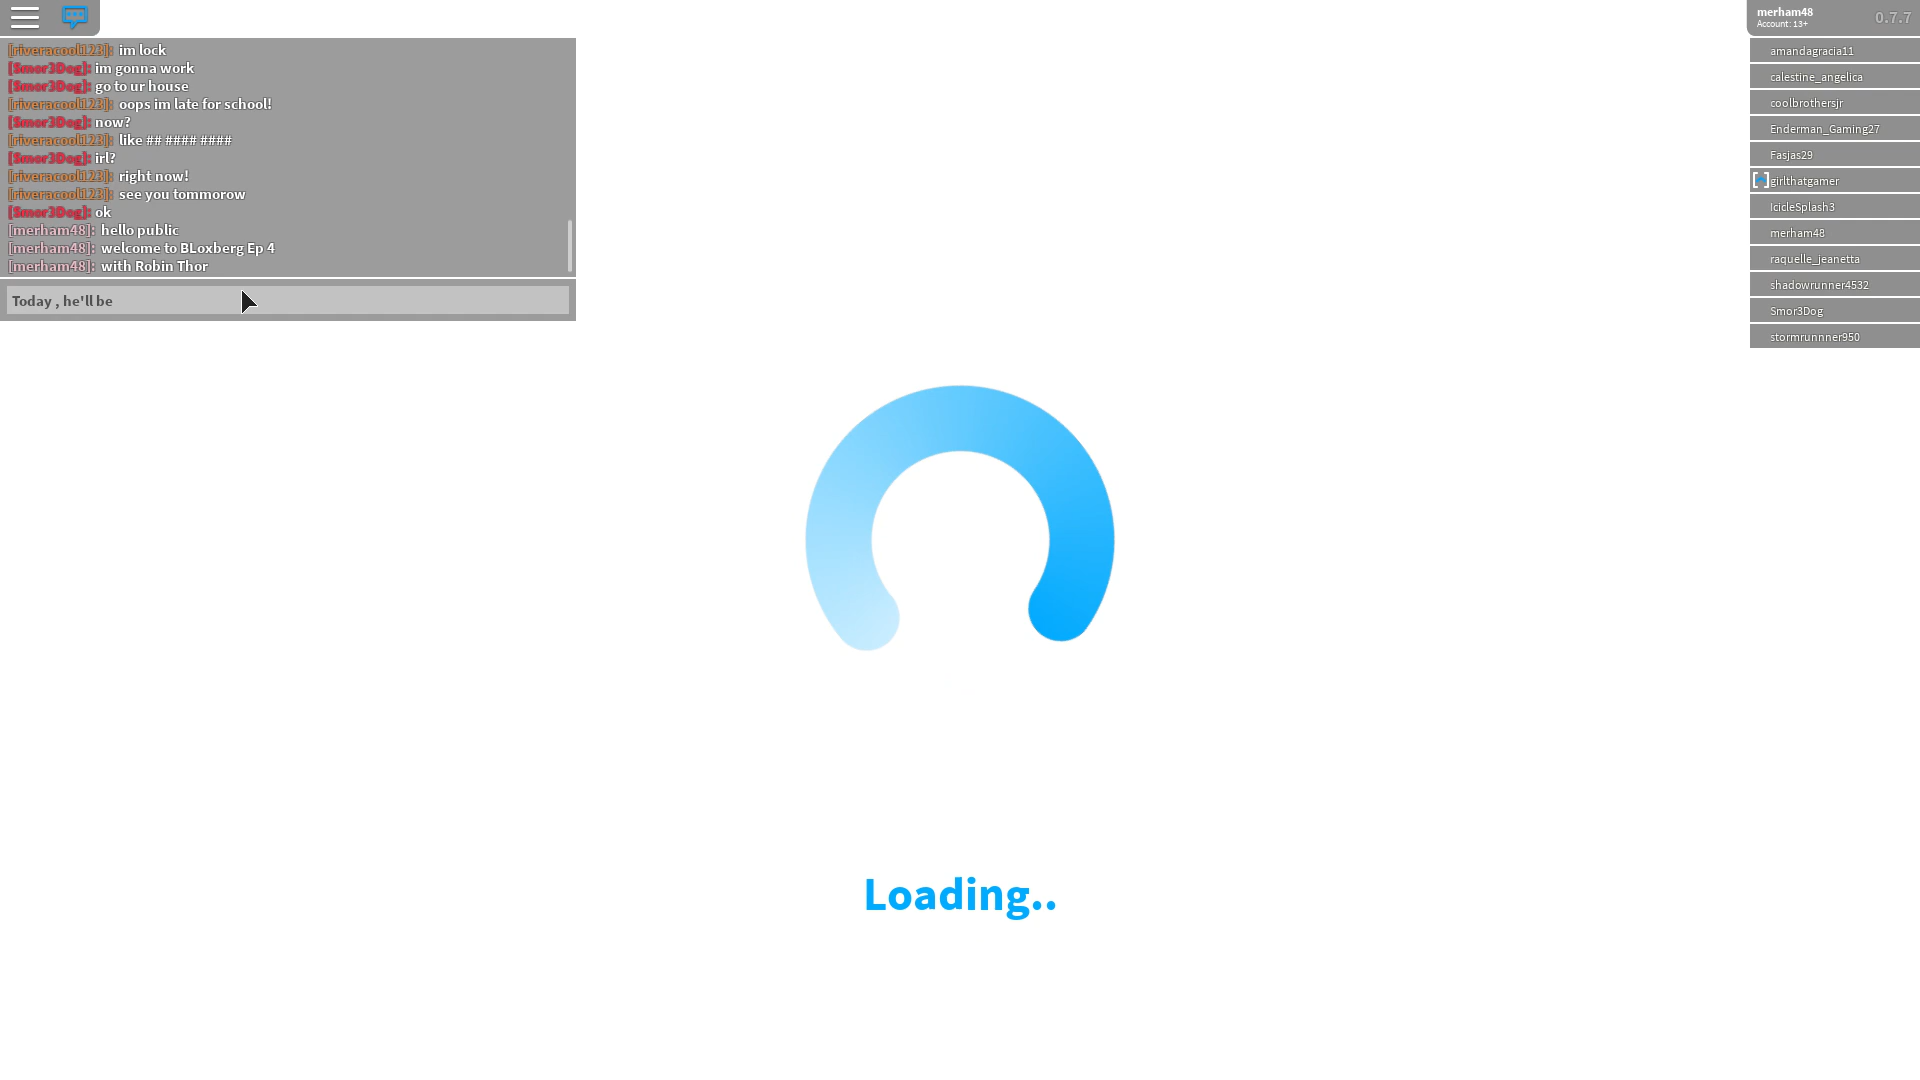 merham48
Account: 13+
0.7.7
[riveracool123]: im lock
[Smor3Dog]: im gonna work
[Smor3Dog]: go to ur house
[riveracool123]: oops im late for school!
[Smor3Dog]: now?
[riveracool123]: like ## #### ####
[Smor3Dog]: irl?
[riveracool123]: right now!
[riveracool123]: see you tommorow
[Smor3Dog]: ok
[merham48]: hello public
[merham48]: welcome to BLoxberg Ep 4
[merham48]: with Robin Thor
Today , he'll be
amandagracia11
calestine_angelica
coolbrothersjr
Enderman_Gaming27
Fasjas29
girlthatgamer
IcicleSplash3
merham48
raquelle_jeanetta
shadowrunner4532
Smor3Dog
stormrunnner950
Loading..